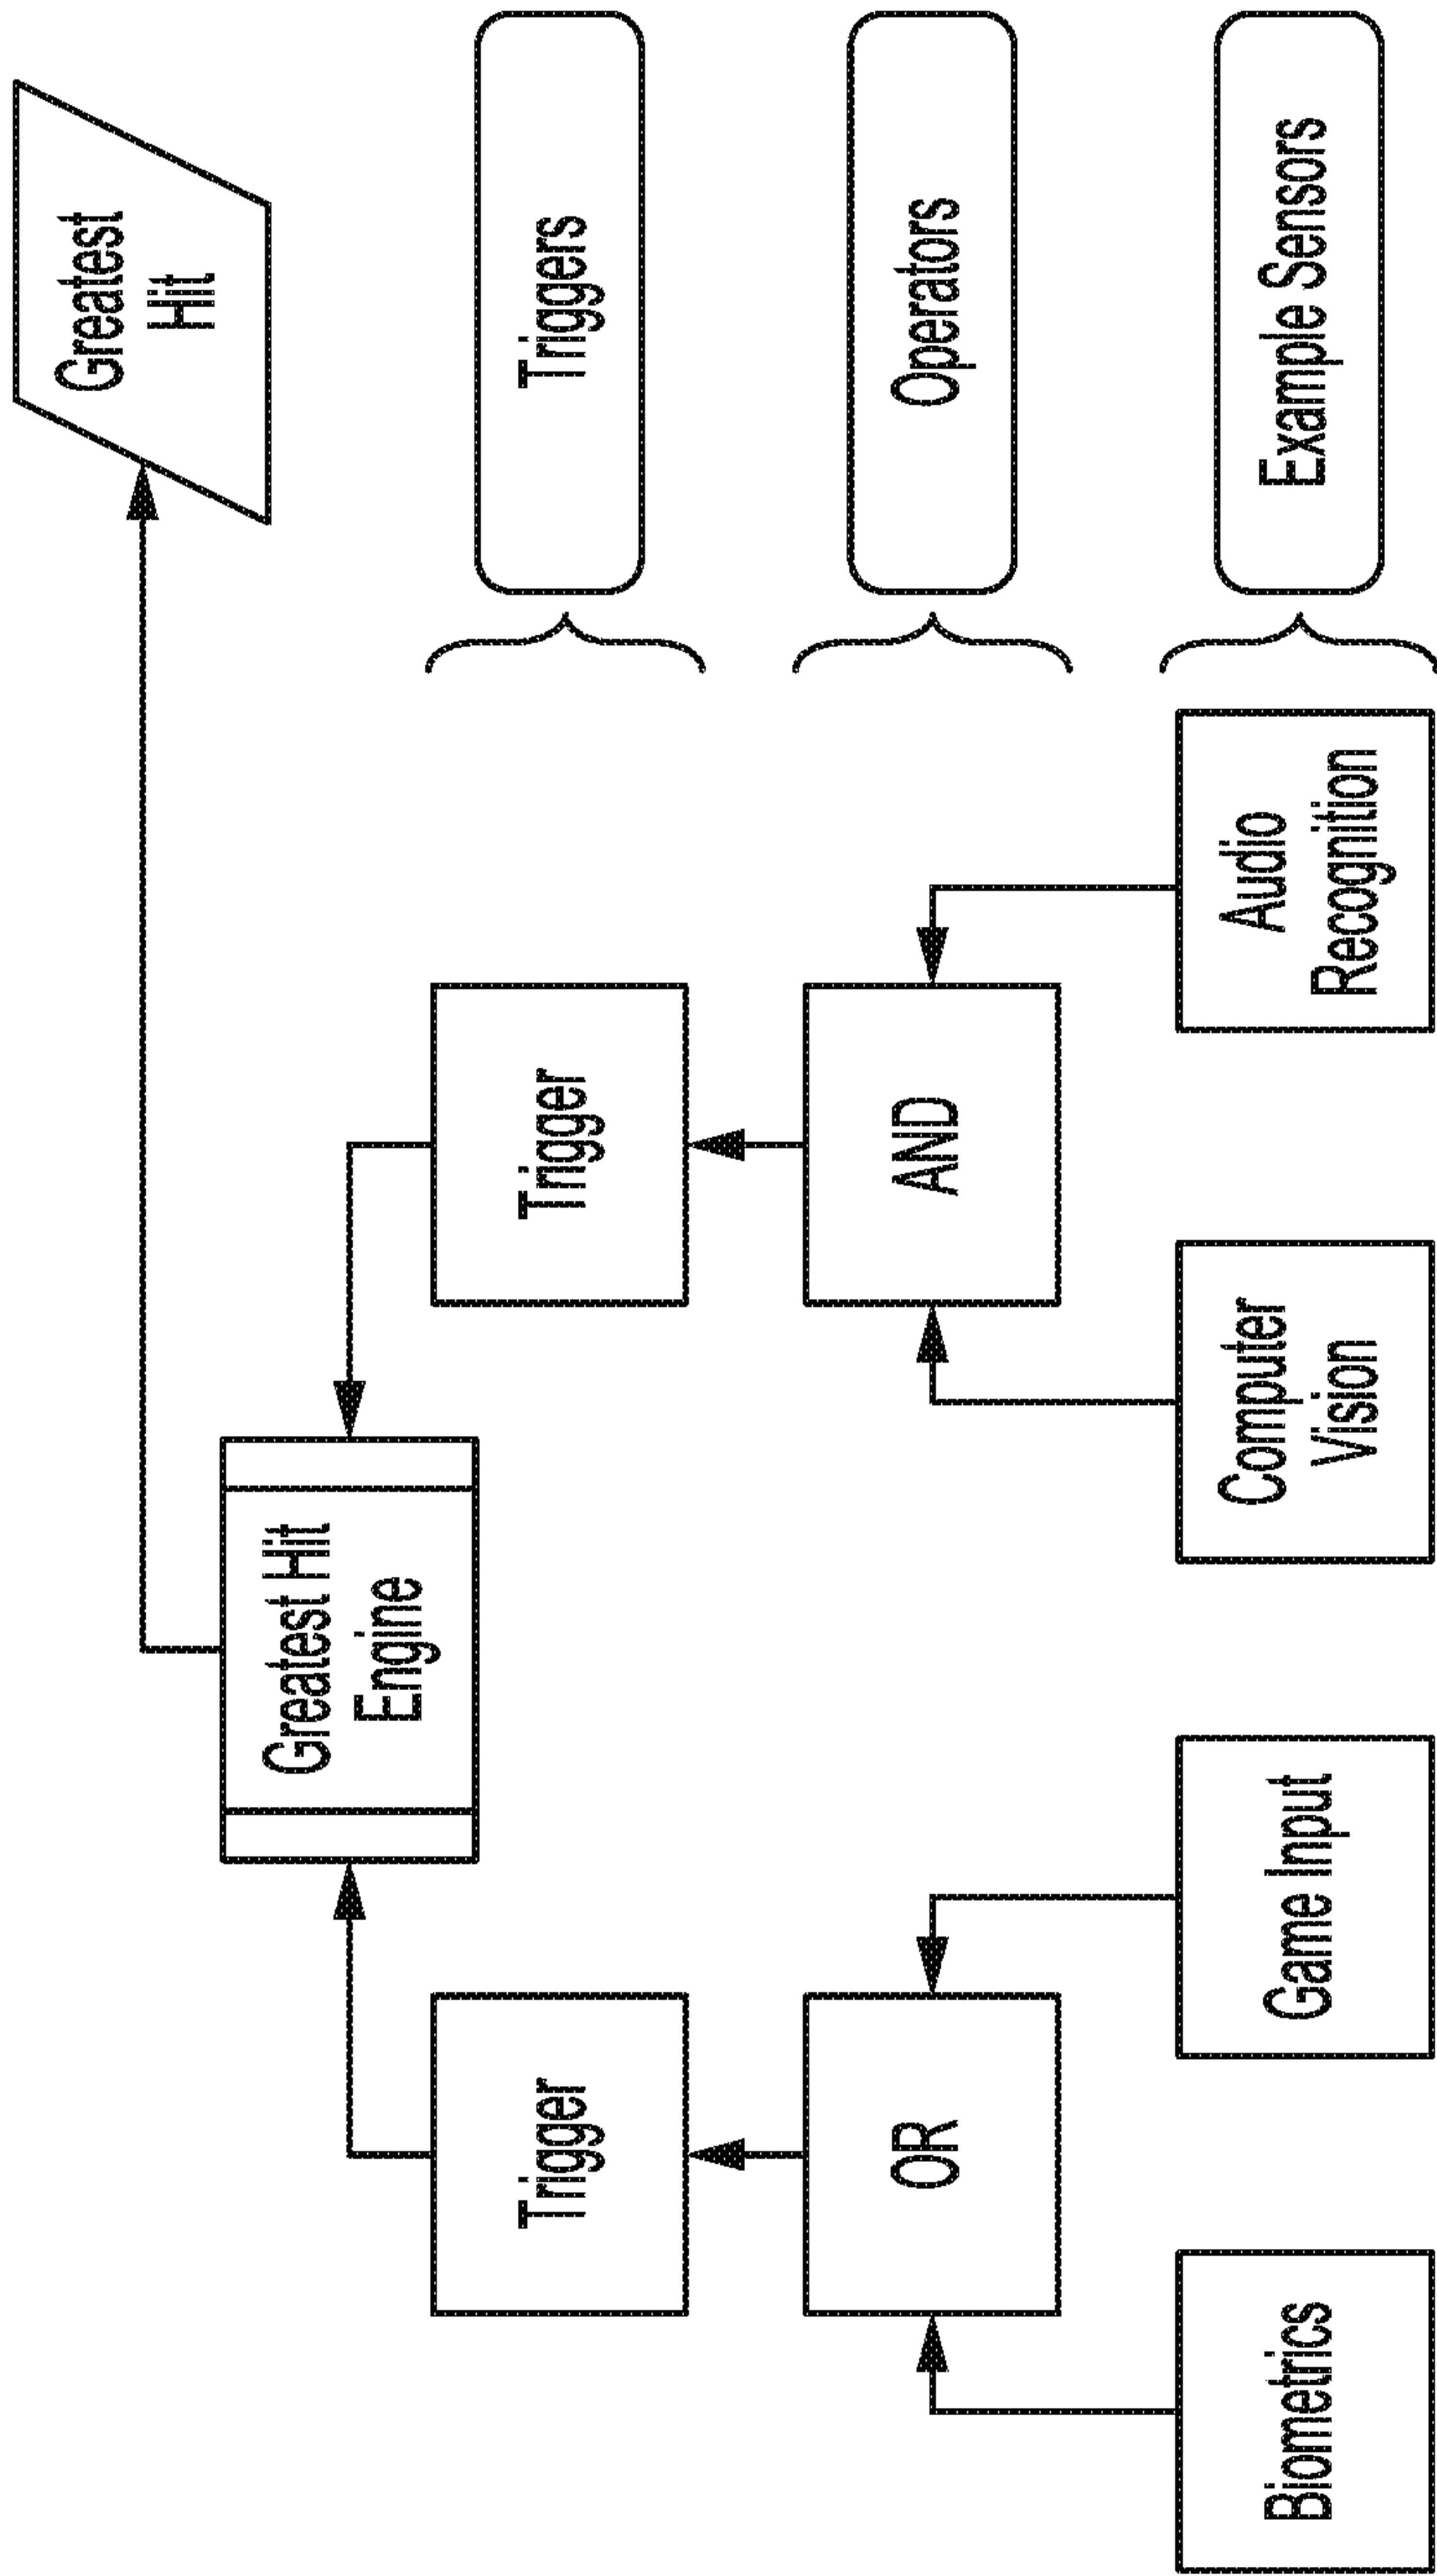 Greatest
Hit
Greatest Hit
Engine
Trigger
Trigger
Triggers
OR
AND
Operators
Biometrics
Game Input
Computer
Vision
Audio
Recognition
Example Sensors